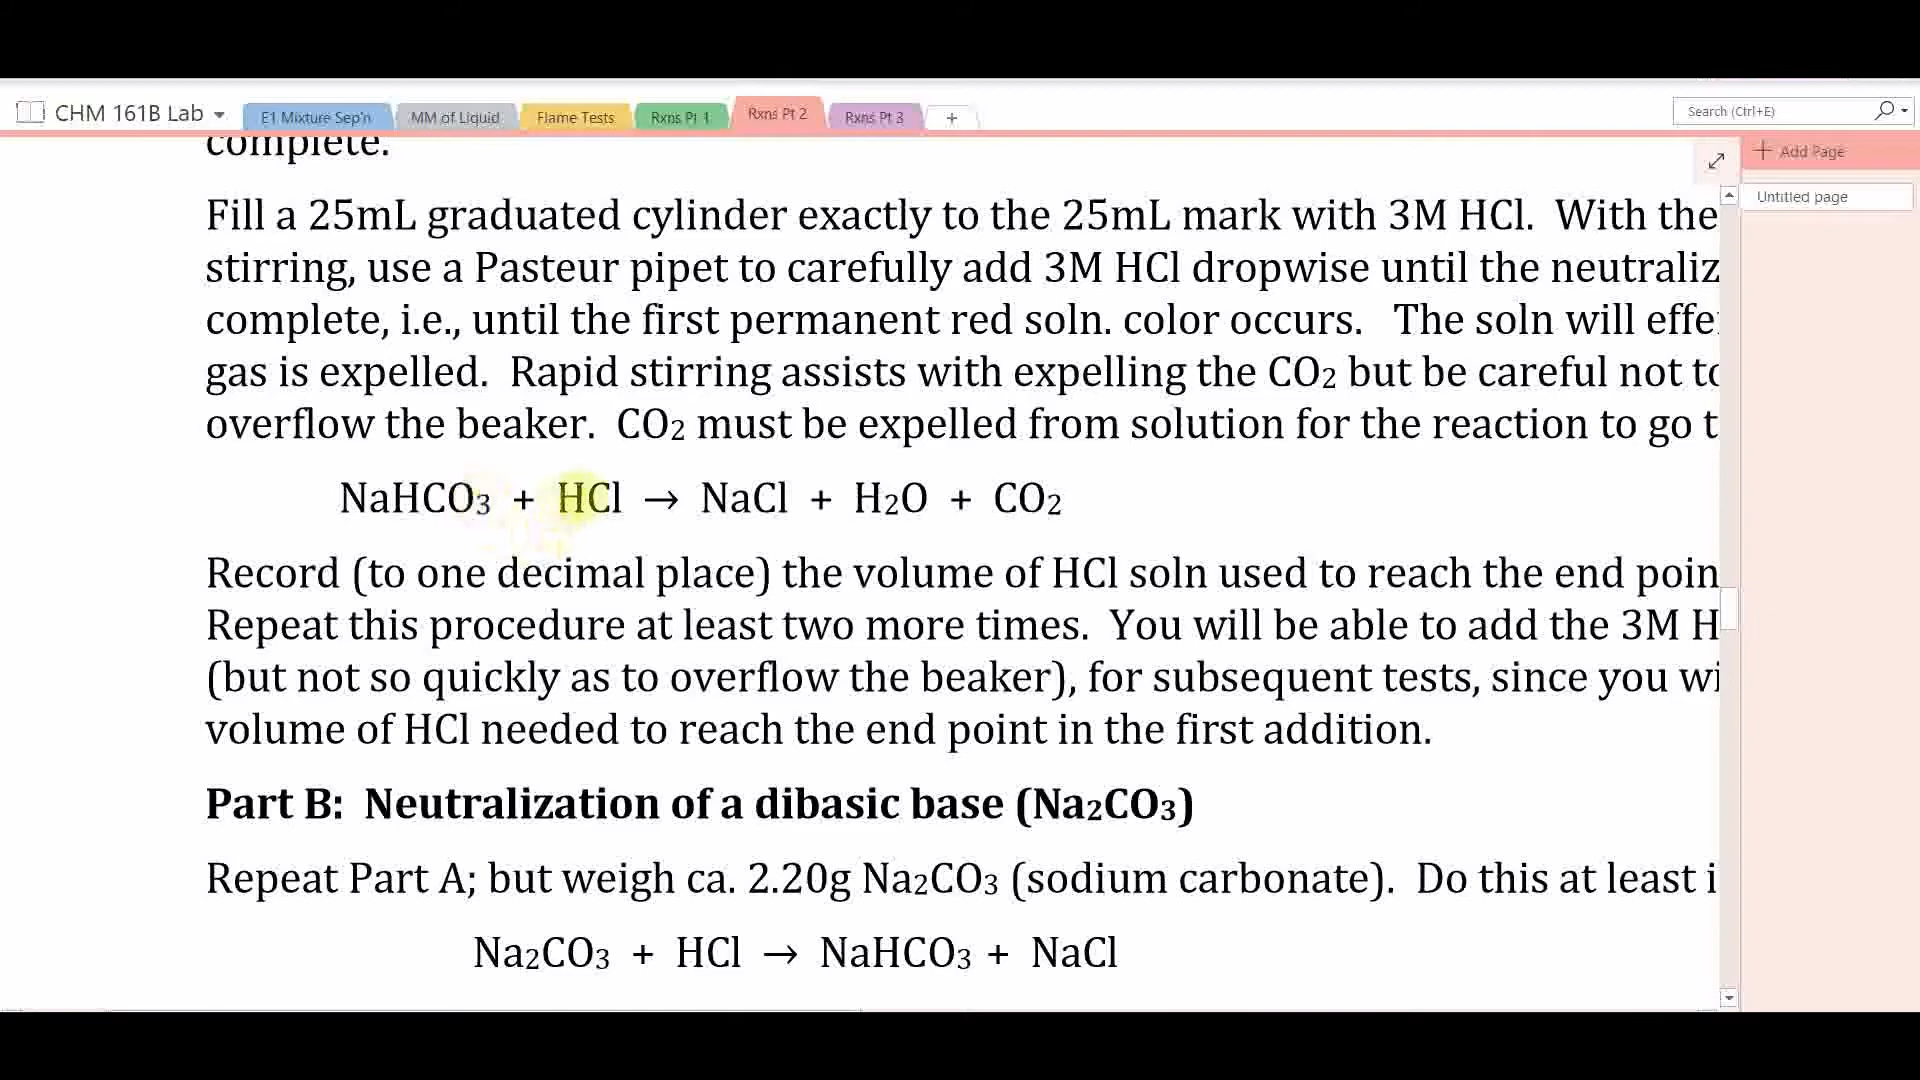 CHM 161B Lab
E1 Mixture Sep'n
MM of Liquid
Flame Tests
Rxns Pt 1
Rxns Pt 2
Rxns Pt 3
+
Search (Ctrl+E)
Add Page
Untitled page
complete.
Fill a 25mL graduated cylinder exactly to the 25mL mark with 3M HCl. With the
stirring, use a Pasteur pipet to carefully add 3M HCl dropwise until the neutraliz
complete, i.e., until the first permanent red soln. color occurs. The soln will effe
gas is expelled. Rapid stirring assists with expelling the CO2 but be careful not to
overflow the beaker. CO2 must be expelled from solution for the reaction to go t
NaHCO3 + HCl → NaCl + H2O + CO2
Record (to one decimal place) the volume of HCl soln used to reach the end poin
Repeat this procedure at least two more times. You will be able to add the 3M H
(but not so quickly as to overflow the beaker), for subsequent tests, since you wi
volume of HCl needed to reach the end point in the first addition.
Part B: Neutralization of a dibasic base (Na2CO3)
Repeat Part A; but weigh ca. 2.20g Na2CO3 (sodium carbonate). Do this at least i
Na2CO3 + HCl → NaHCO3 + NaCl